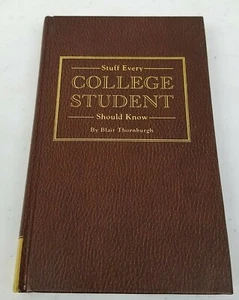 Stuff Every
COLLEGE
STUDENT
Should Know
By Blair Thornburgh